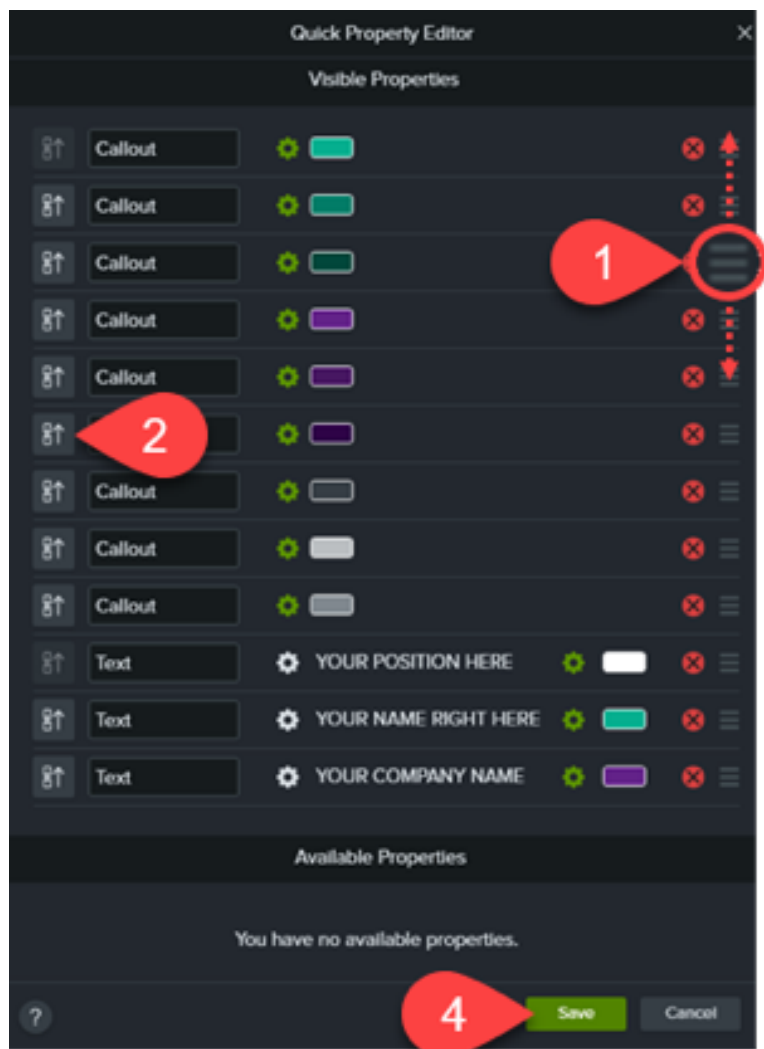 Quick Property Editor
Visible Properties
Callout
Callout
Callout
1
Callout
Callout
2
Callout
Callout
Callout
Text YOUR POSITION HERE
Text YOUR NAME RIGHT HERE
Text YOUR COMPANY NAME
Available Properties
You have no available properties.
? 4 Save Cancel